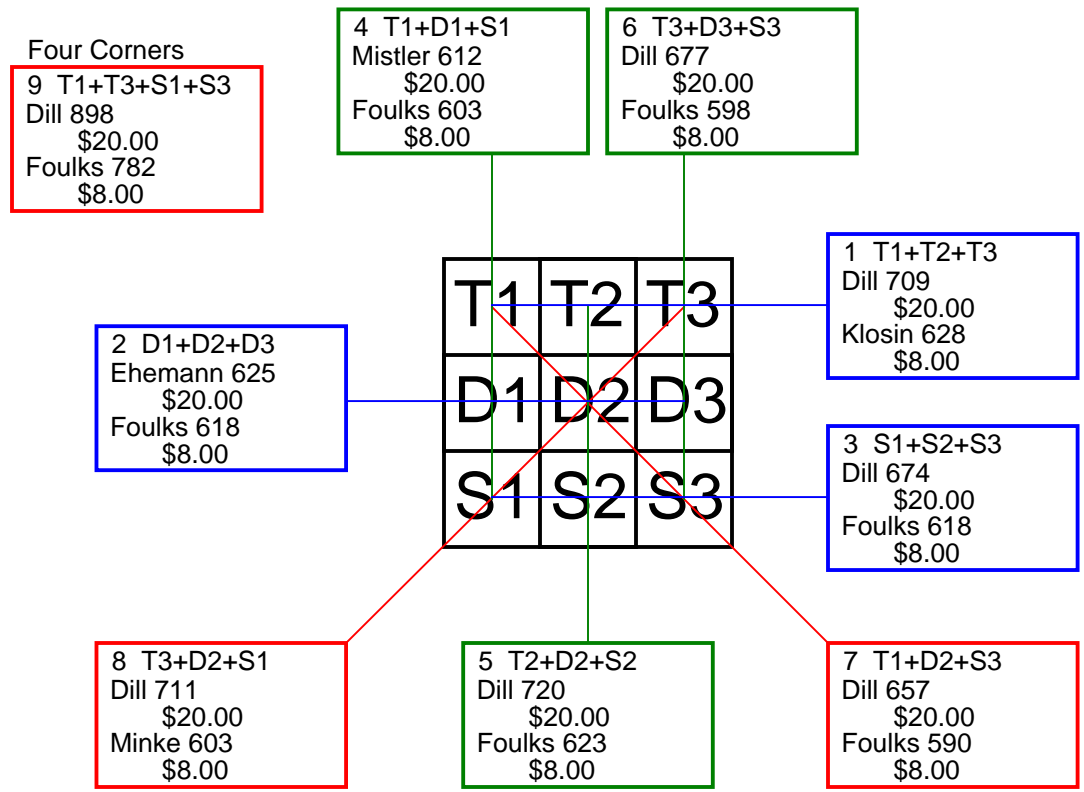 4 T1+D1+S1
Mistler 612
$20.00
Foulks 603
$8.00
6 T3+D3+S3
Dill 677
$20.00
Foulks 598
$8.00
Four Corners
9 T1+T3+S1+S3
Dill 898
$20.00
Foulks 782
$8.00
1 T1+T2+T3
Dill 709
$20.00
Klosin 628
$8.00
T1 T2 T3
2 D1+D2+D3
Ehemann 625
$20.00
Foulks 618
$8.00
D1 D2 D3
3 S1+S2+S3
Dill 674
$20.00
Foulks 618
$8.00
S1 S2 S3
8 T3+D2+S1
Dill 711
$20.00
Minke 603
$8.00
5 T2+D2+S2
Dill 720
$20.00
Foulks 623
$8.00
7 T1+D2+S3
Dill 657
$20.00
Foulks 590
$8.00